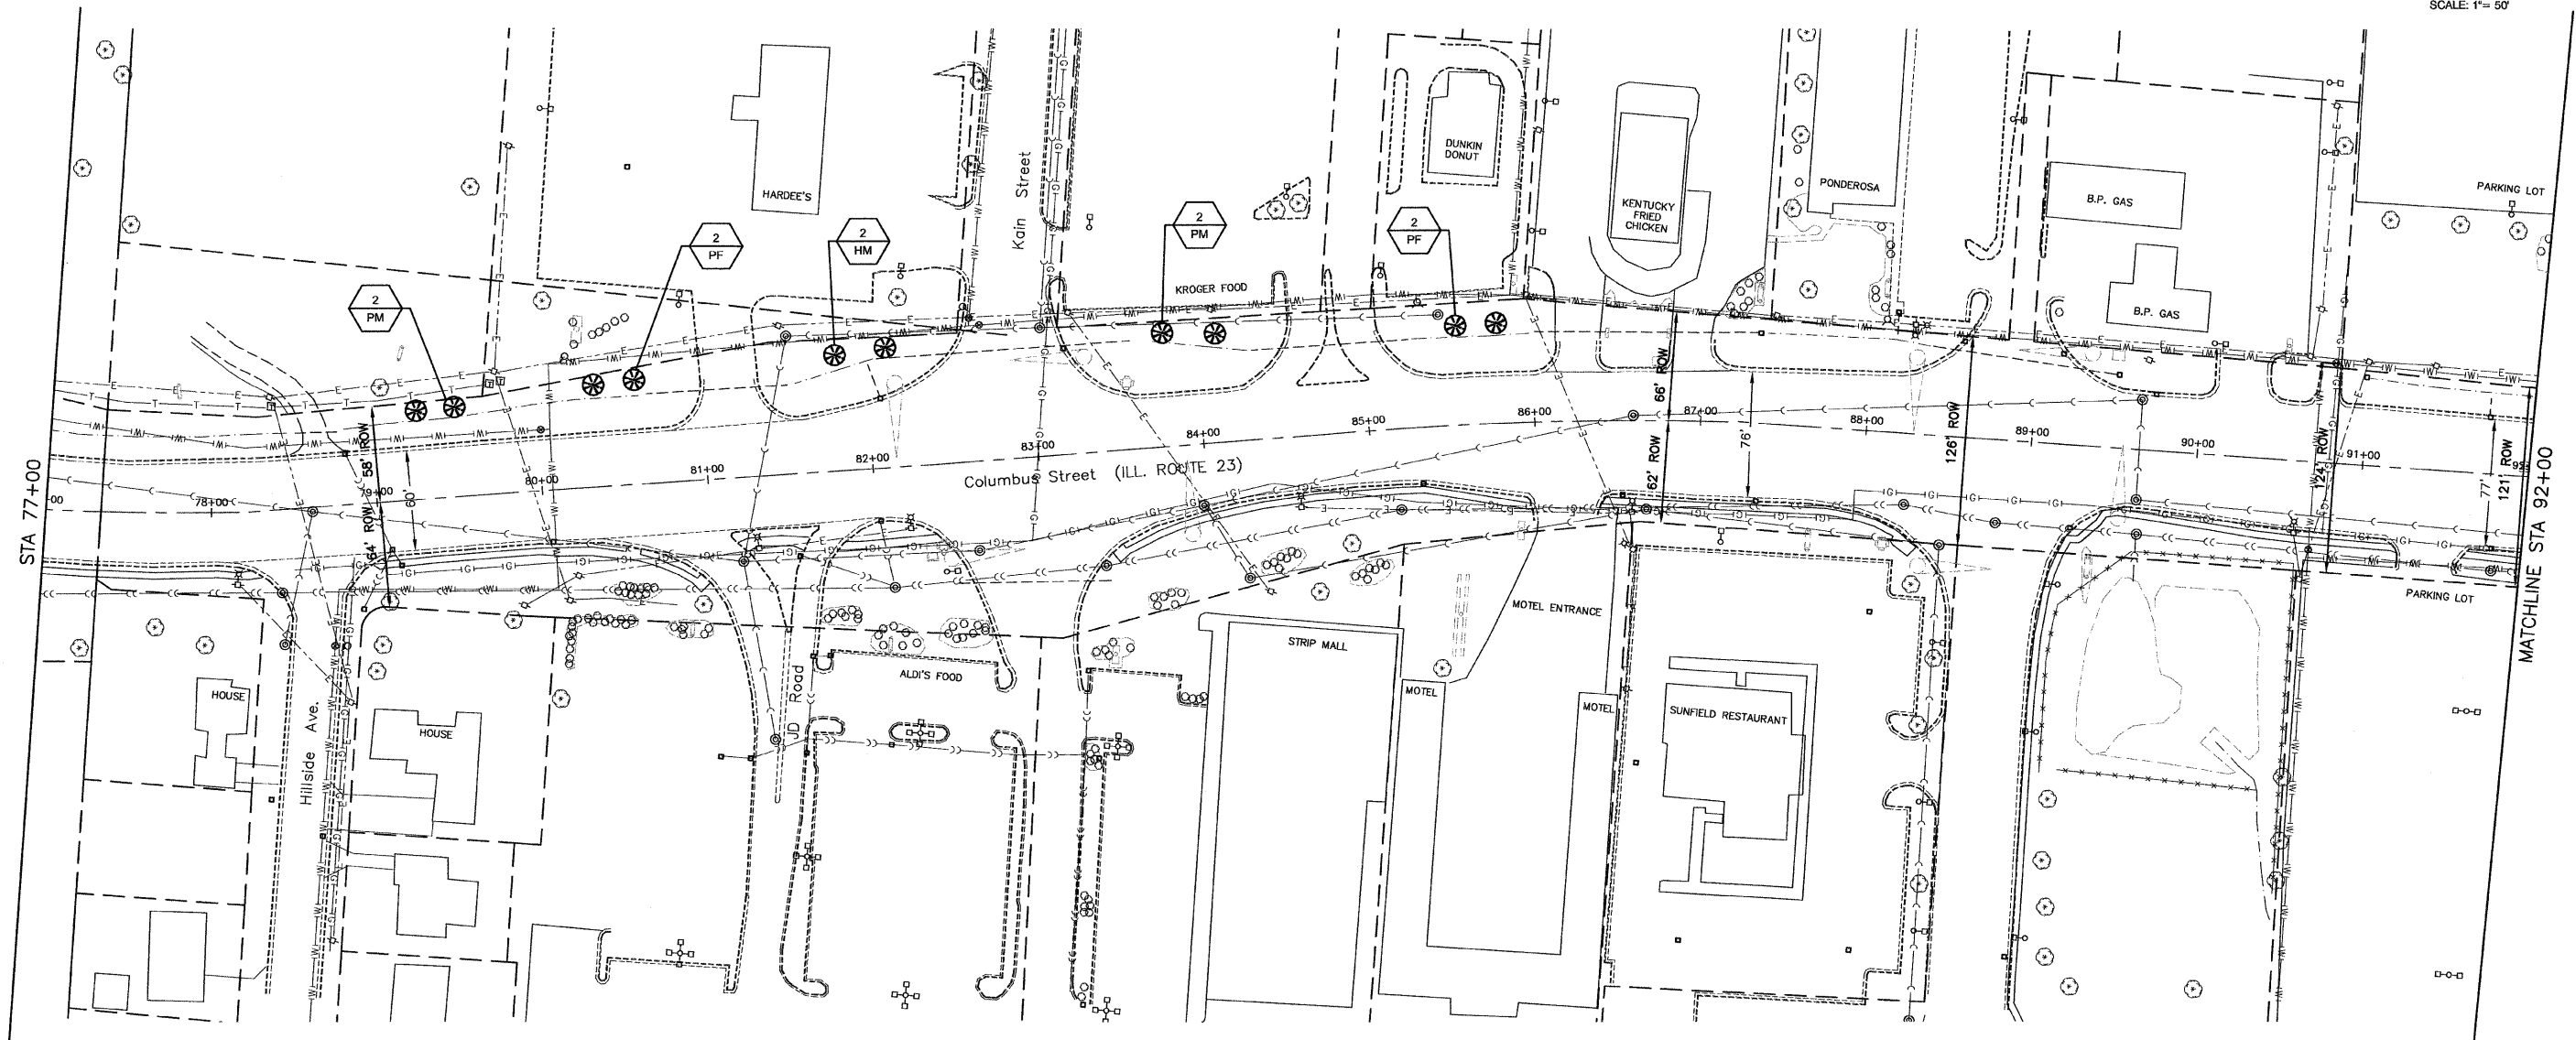 SCALE: 1"= 50'
HARDEE'S
Kain Street
DUNKIN
DONUT
KENTUCKY
FRIED
CHICKEN
PONDEROSA
B.P. GAS
PARKING LOT
2
PF
2
HM
2
PM
2
PF
2
PM
KROGER FOOD
B.P. GAS
STA 77+00
78+00
79+00
80+00
81+00
82+00
83+00
84+00
85+00
86+00
87+00
88+00
89+00
90+00
91+00
58' ROW
64' ROW
60'
Columbus Street (ILL. ROUTE 23)
66' ROW
62' ROW
76'
126' ROW
124' ROW
77'
121' ROW
MATCHLINE STA 92+00
PARKING LOT
HOUSE
Hillside Ave.
HOUSE
JD Road
ALDI'S FOOD
STRIP MALL
MOTEL ENTRANCE
MOTEL
MOTEL
SUNFIELD RESTAURANT